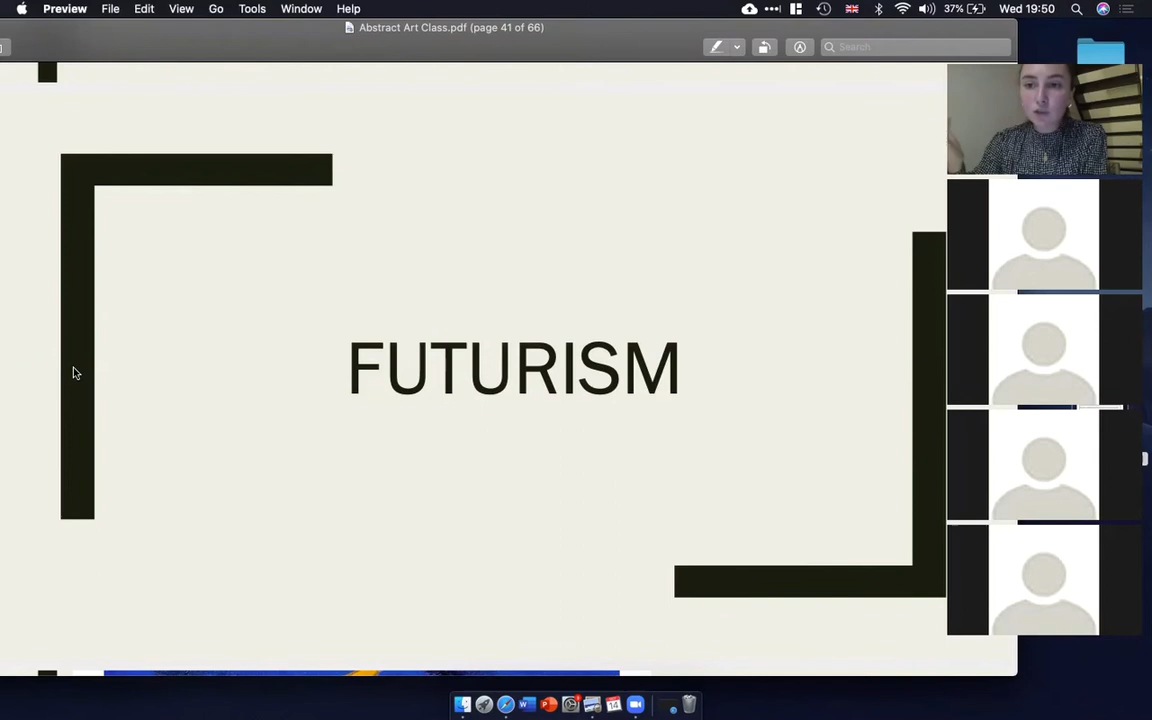 Preview File Edit View Go Tools Window Help 37% Wed 19:50
Abstract Art Class.pdf (page 41 of 66)
Search
FUTURISM
14